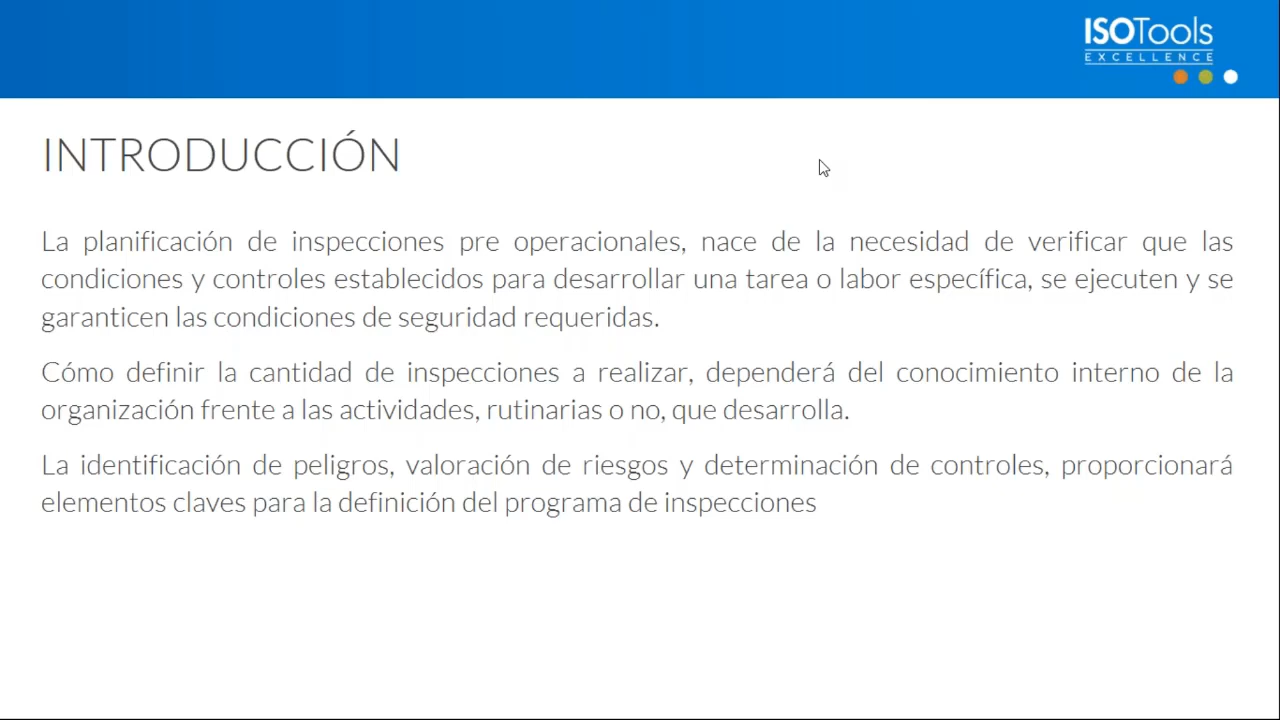 ISOTools
EXCELLENCE
INTRODUCCIÓN
La planificación de inspecciones pre operacionales, nace de la necesidad de verificar que las
condiciones y controles establecidos para desarrollar una tarea o labor específica, se ejecuten y se
garanticen las condiciones de seguridad requeridas.
Cómo definir la cantidad de inspecciones a realizar, dependerá del conocimiento interno de la
organización frente a las actividades, rutinarias o no, que desarrolla.
La identificación de peligros, valoración de riesgos y determinación de controles, proporcionará
elementos claves para la definición del programa de inspecciones